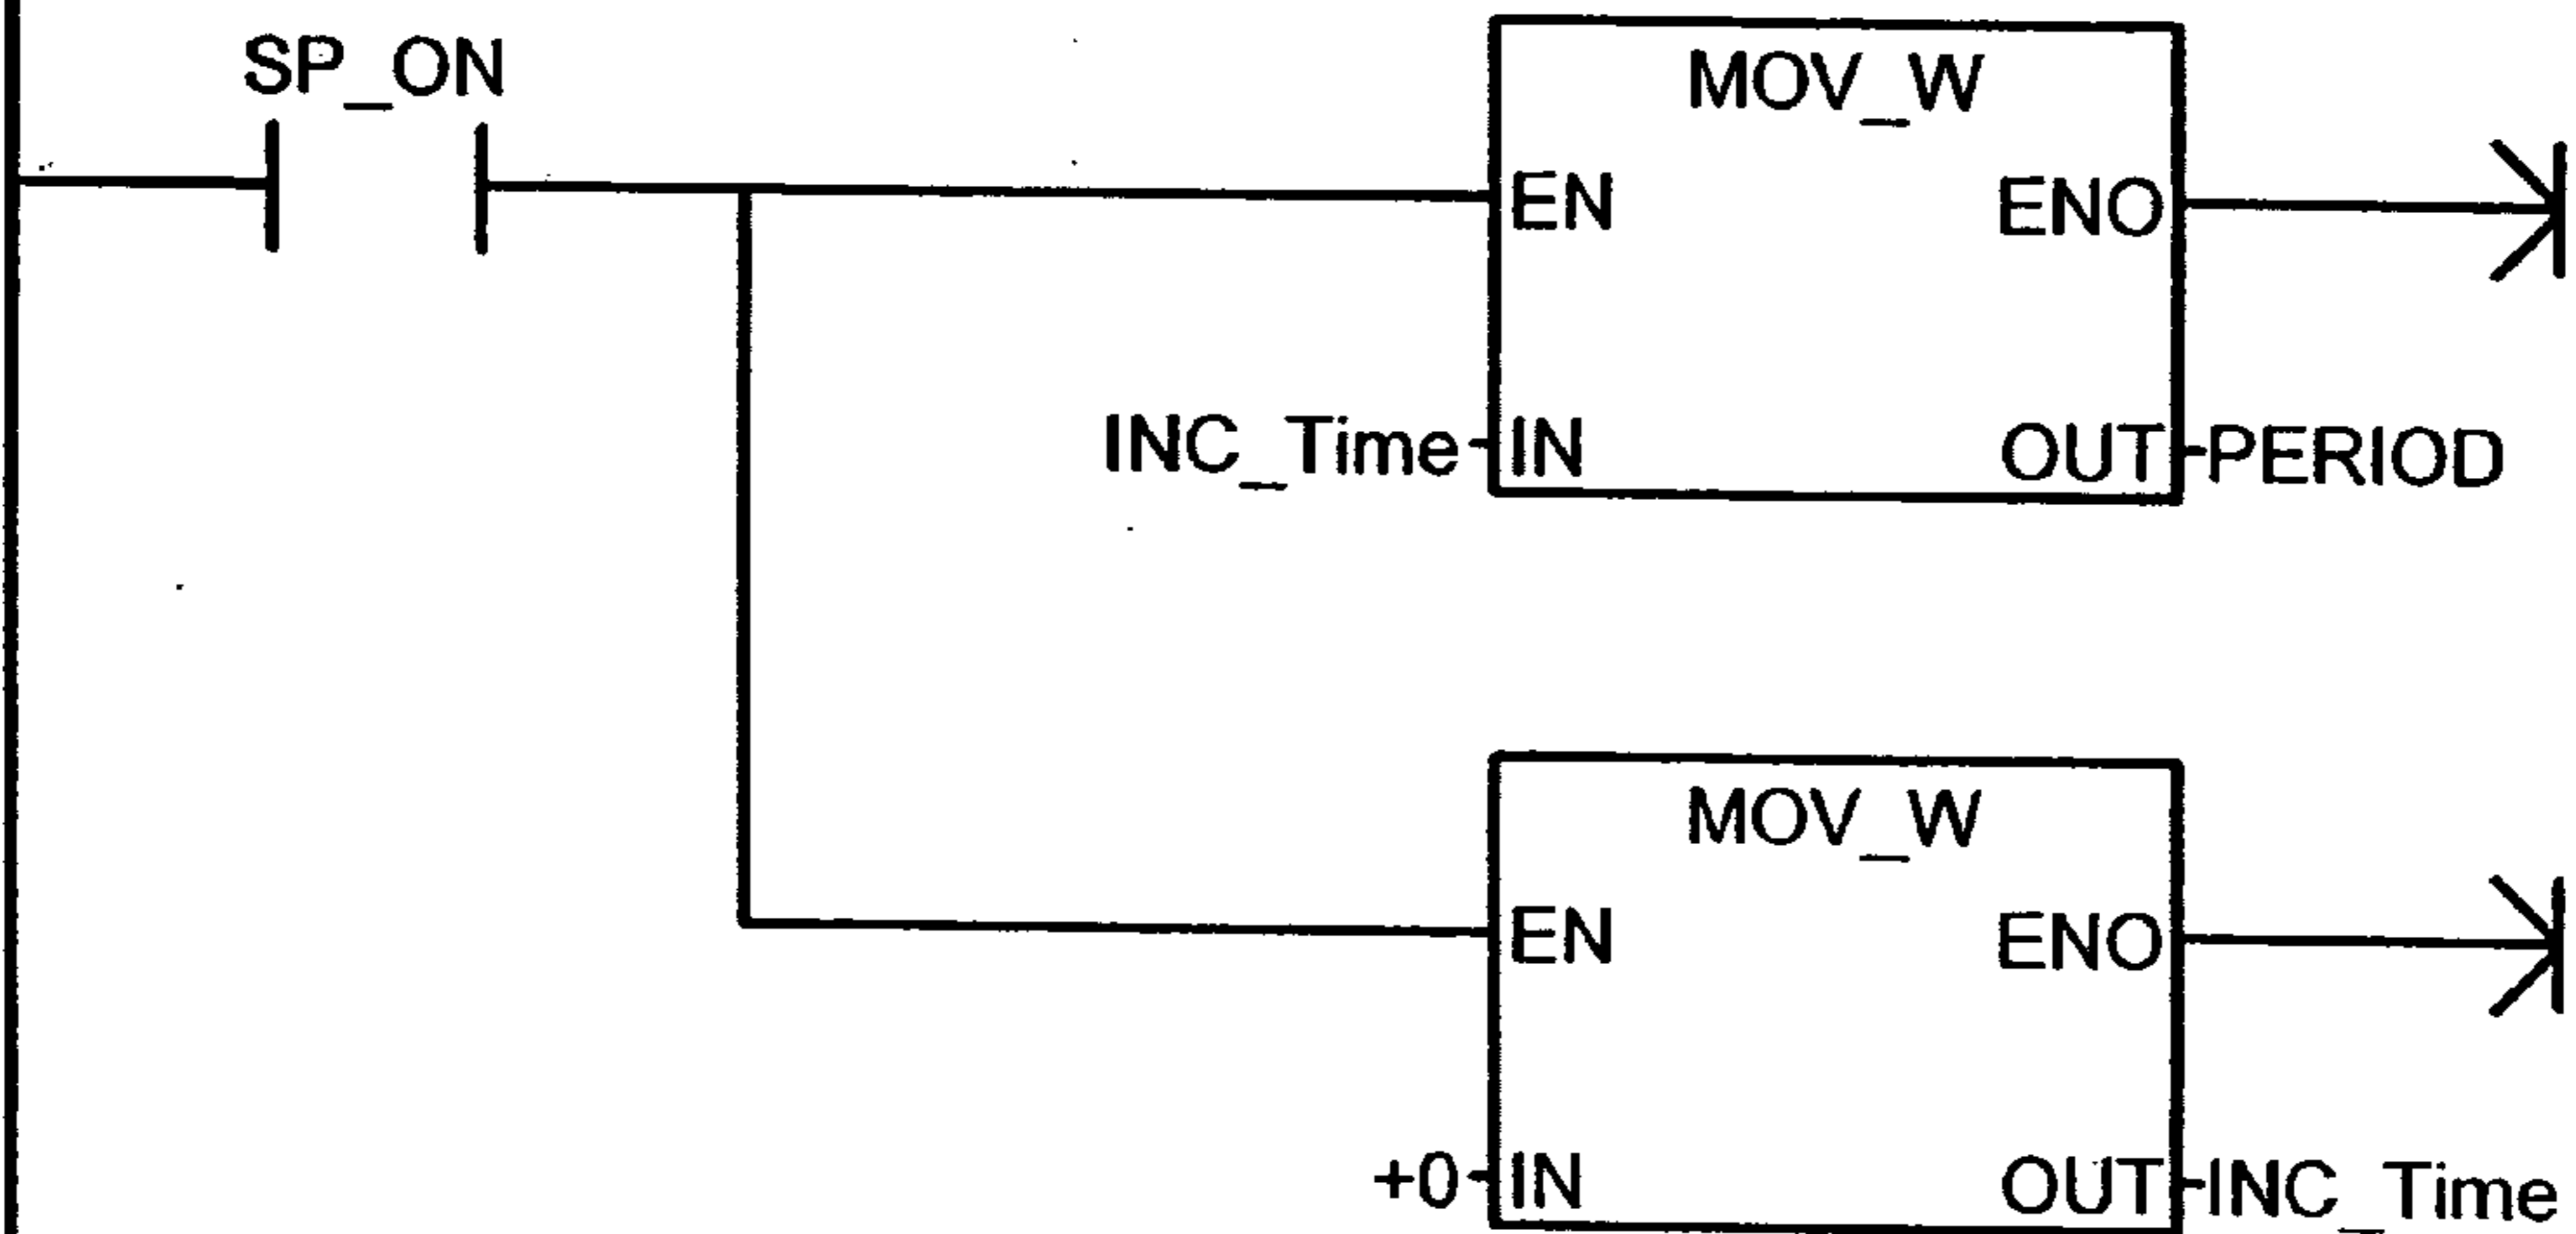 SP_ON
MOV_W
EN ENO
INC_Time IN OUT PERIOD
MOV_W
EN ENO
+0 IN OUT INC_Time